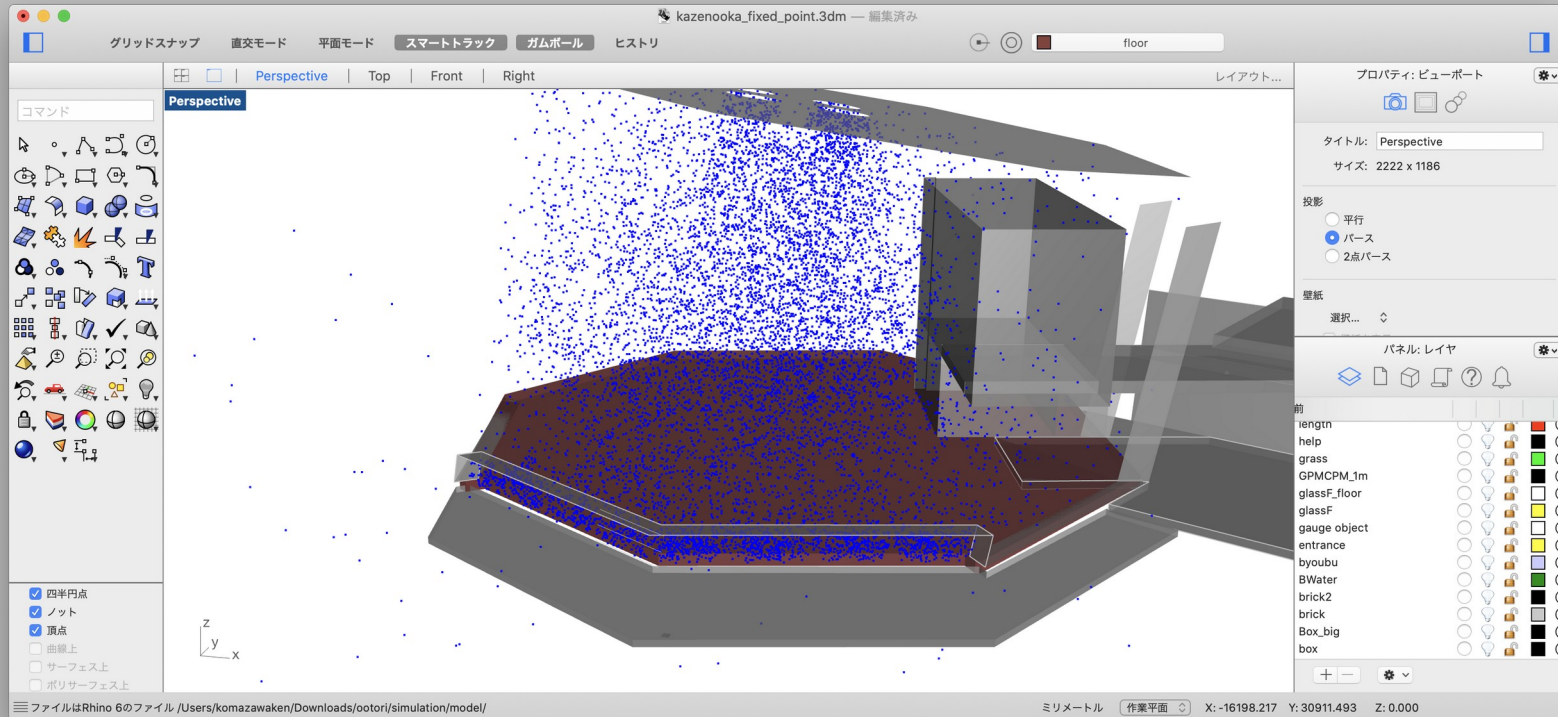 kazenooka_fixed_point.3dm — 編集済み
グリッドスナップ 直交モード 平面モード スマートトラック ガムボール ヒストリ floor
Perspective | Top | Front | Right レイアウト...
Perspective
コマンド
プロパティ: ビューポート
タイトル: Perspective
サイズ: 2222 x 1186
投影
平行
パース
2点パース
壁紙
選択...
パネル: レイヤ
前
length
help
grass
GPMCPM_1m
glassF_floor
glassF
gauge object
entrance
byoubu
BWater
brick2
brick
Box_big
box
四半円点
ノット
頂点
曲線上
サーフェス上
ポリサーフェス上
z
y
x
ファイルはRhino 6のファイル /Users/komazawaken/Downloads/ootori/simulation/model/
ミリメートル 作業平面 X: -16198.217 Y: 30911.493 Z: 0.000